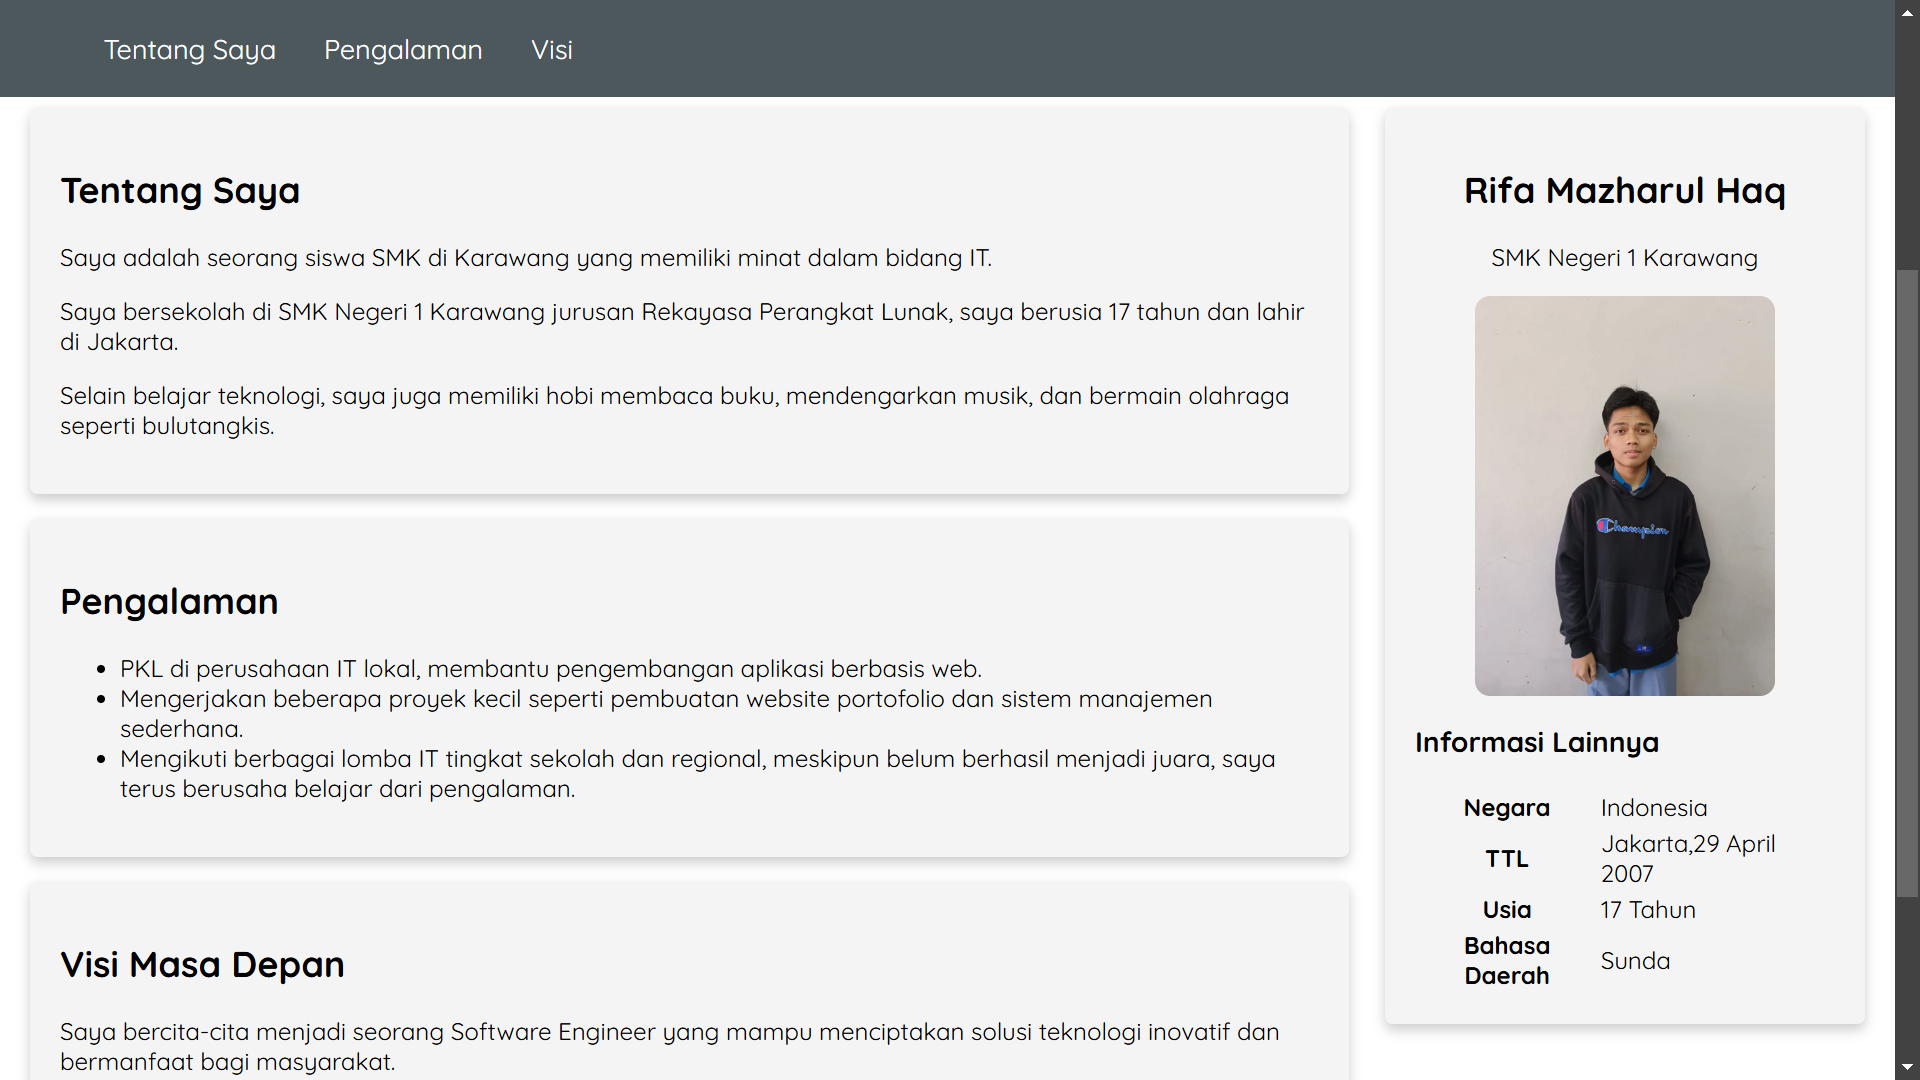 Tentang Saya
Pengalaman
Visi
Tentang Saya
Saya adalah seorang siswa SMK di Karawang yang memiliki minat dalam bidang IT.
Saya bersekolah di SMK Negeri 1 Karawang jurusan Rekayasa Perangkat Lunak, saya berusia 17 tahun dan lahir
di Jakarta.
Selain belajar teknologi, saya juga memiliki hobi membaca buku, mendengarkan musik, dan bermain olahraga
seperti bulutangkis.
Pengalaman
• PKL di perusahaan IT lokal, membantu pengembangan aplikasi berbasis web.
• Mengerjakan beberapa proyek kecil seperti pembuatan website portofolio dan sistem manajemen
sederhana.
• Mengikuti berbagai lomba IT tingkat sekolah dan regional, meskipun belum berhasil menjadi juara, saya
terus berusaha belajar dari pengalaman.
Visi Masa Depan
Saya bercita-cita menjadi seorang Software Engineer yang mampu menciptakan solusi teknologi inovatif dan
bermanfaat bagi masyarakat.
Rifa Mazharul Haq
SMK Negeri 1 Karawang
Champion
Informasi Lainnya
Negara Indonesia
TTL Jakarta,29 April
2007
Usia 17 Tahun
Bahasa
Daerah Sunda